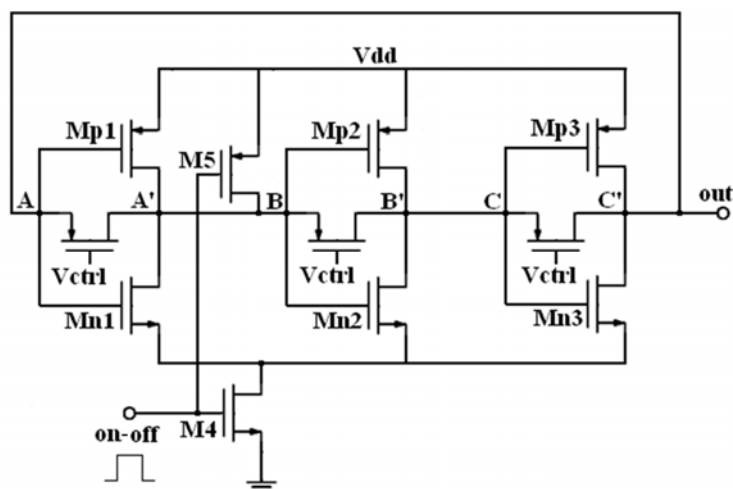 Vdd
Mp1
Mp2
Mp3
M5
A
A'
B
B'
C
C'
out
Vctrl
Vctrl
Vctrl
Mn1
Mn2
Mn3
on-off
M4